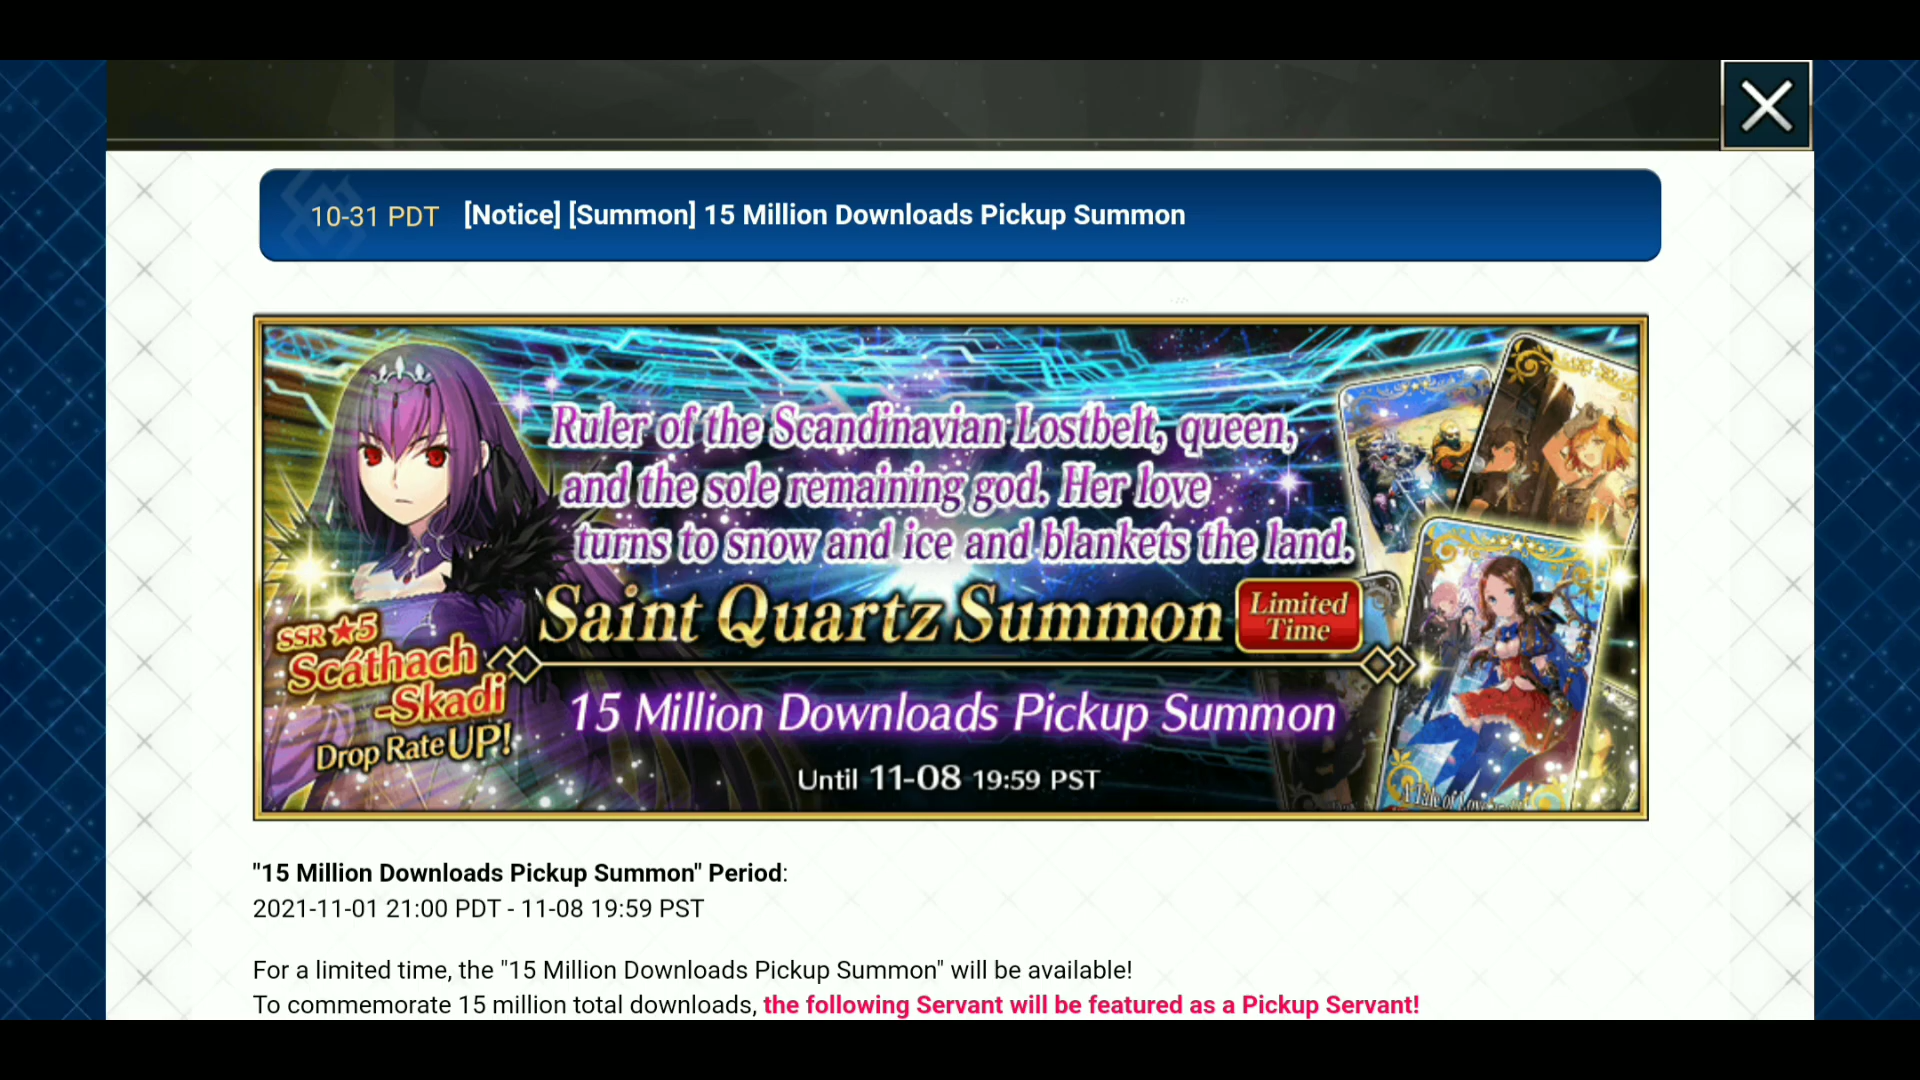 10-31 PDT [Notice] [Summon] 15 Million Downloads Pickup Summon
Ruler of the Scandinavian Lostbelt, queen,
and the sole remaining god. Her love
turns to snow and ice and blankets the land.
Saint Quartz Summon
Limited
Time
SSR ★5
Scáthach
-Skadi
Drop Rate UP!
15 Million Downloads Pickup Summon
Until 11-08 19:59 PST
A Tale of Love
"15 Million Downloads Pickup Summon" Period:
2021-11-01 21:00 PDT - 11-08 19:59 PST
For a limited time, the "15 Million Downloads Pickup Summon" will be available!
To commemorate 15 million total downloads, the following Servant will be featured as a Pickup Servant!